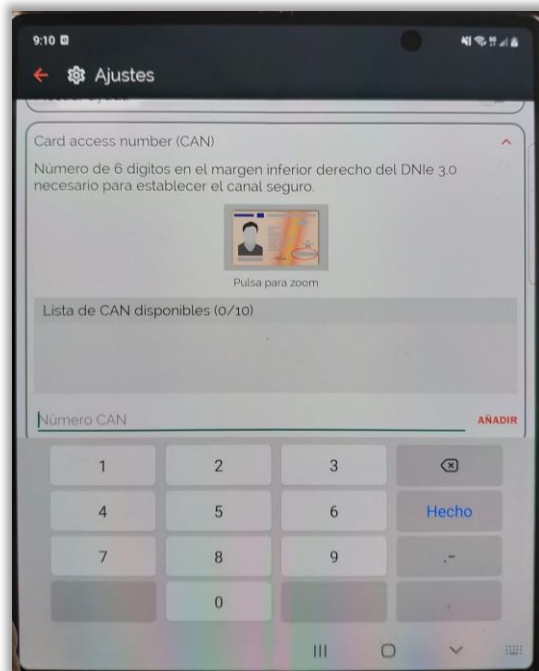 9:10
Ajustes
Card access number (CAN)
Número de 6 dígitos en el margen inferior derecho del DNIe 3.0
necesario para establecer el canal seguro.
Pulsa para zoom
Lista de CAN disponibles (0/10)
Número CAN
AÑADIR
1 2 3
4 5 6 Hecho
7 8 9 .-
0 ,